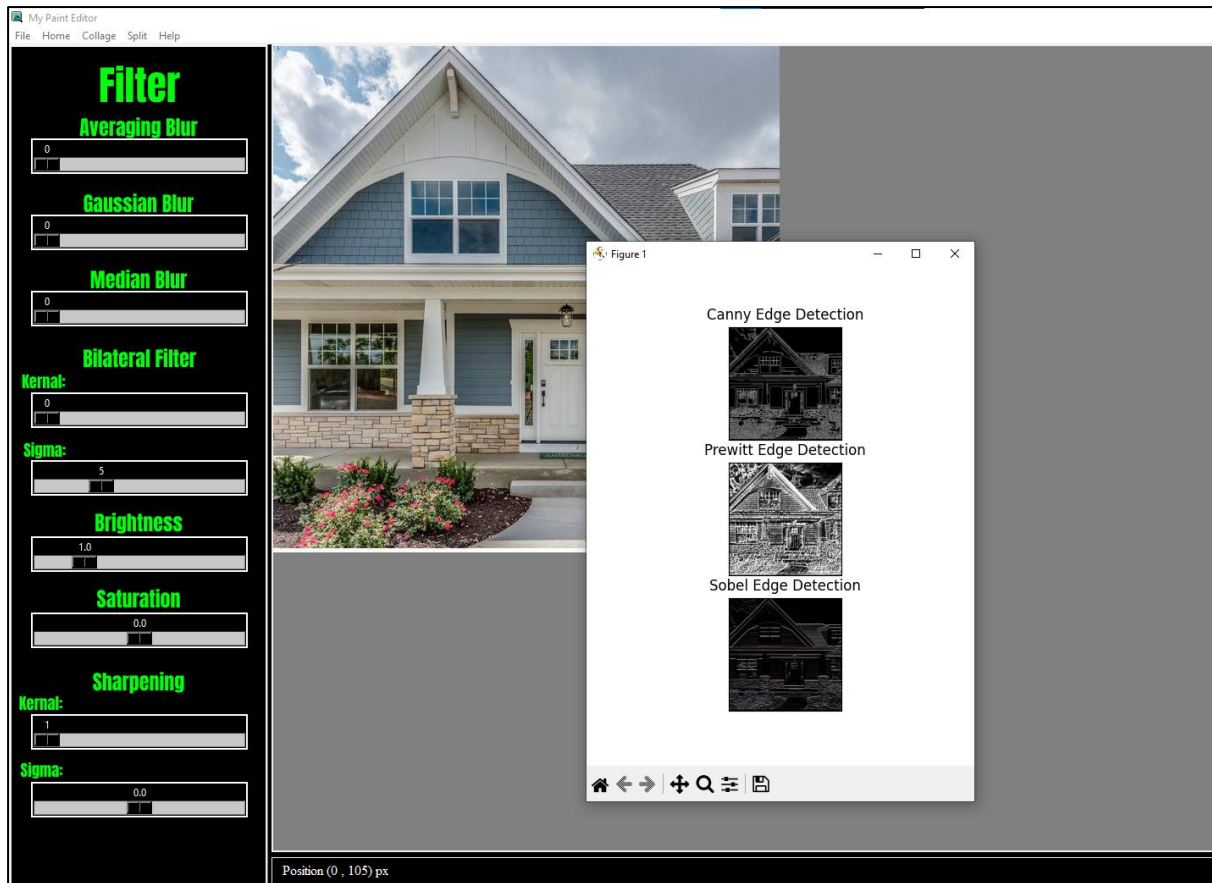 My Paint Editor
File Home Collage Split Help
Filter
Averaging Blur
0
Gaussian Blur
0
Median Blur
0
Bilateral Filter
Kernal:
0
Sigma:
5
Brightness
1.0
Saturation
0.0
Sharpening
Kernal:
1
Sigma:
0.0
Figure 1
Canny Edge Detection
Prewitt Edge Detection
Sobel Edge Detection
Position (0 , 105) px